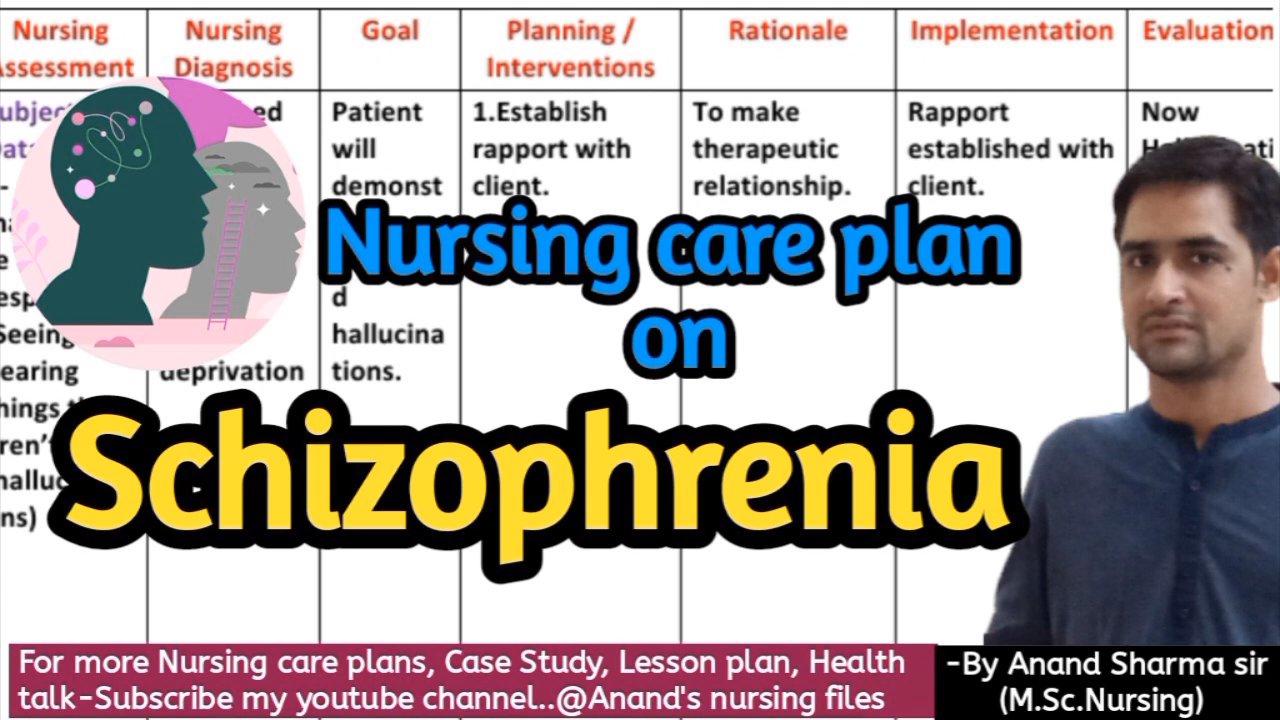 Nursing
Assessment
Nursing
Diagnosis
Goal
Planning /
Interventions
Rationale
Implementation
Evaluation
Patient
will
demonst
d
hallucina
tions.
deprivation
1.Establish
rapport with
client.
To make
therapeutic
relationship.
Rapport
established with
client.
Now
Seeing
earing
ns)
Nursing care plan
on
Schizophrenia
For more Nursing care plans, Case Study, Lesson plan, Health
talk-Subscribe my youtube channel..@Anand's nursing files
-By Anand Sharma sir
(M.Sc.Nursing)